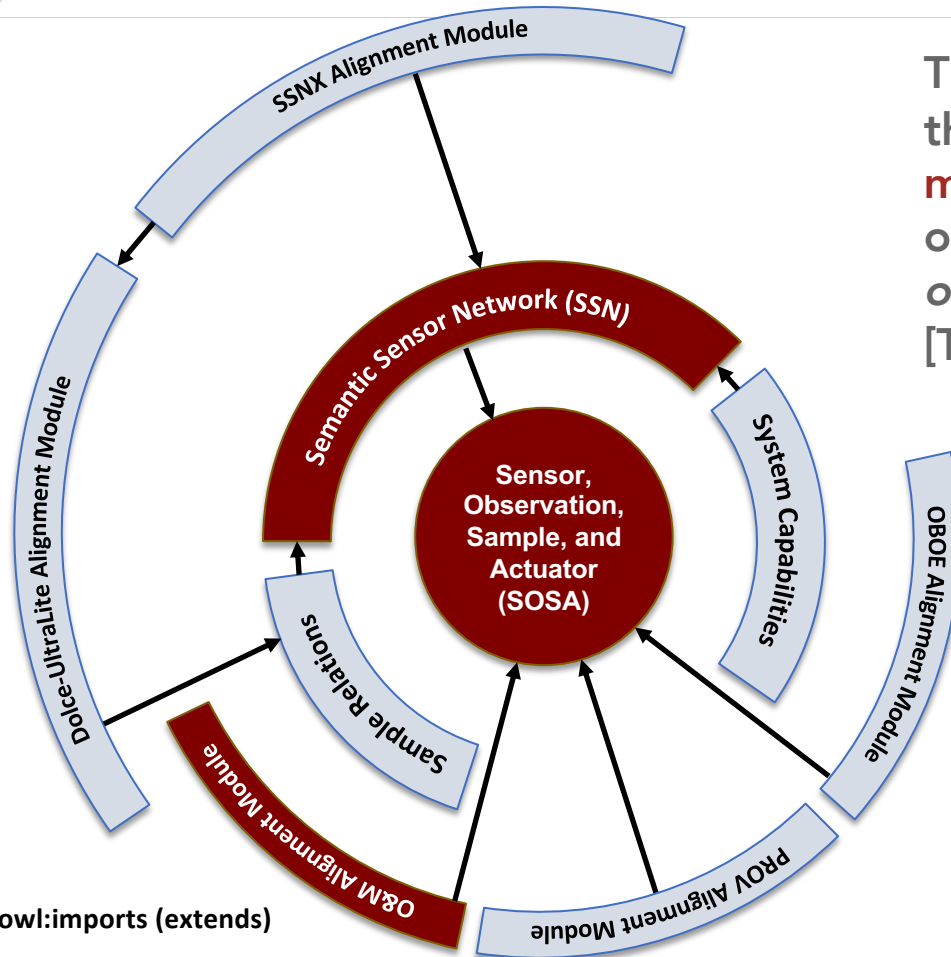 SSNX Alignment Module
T
th
m
o
o
[T
Semantic Sensor Network (SSN)
Dolce-UltraLite Alignment Module
System Capabilities
OBOE Alignment Module
Sensor,
Observation,
Sample, and
Actuator
(SOSA)
Sample Relations
O&M Alignment Module
PROV Alignment Module
owl:imports (extends)